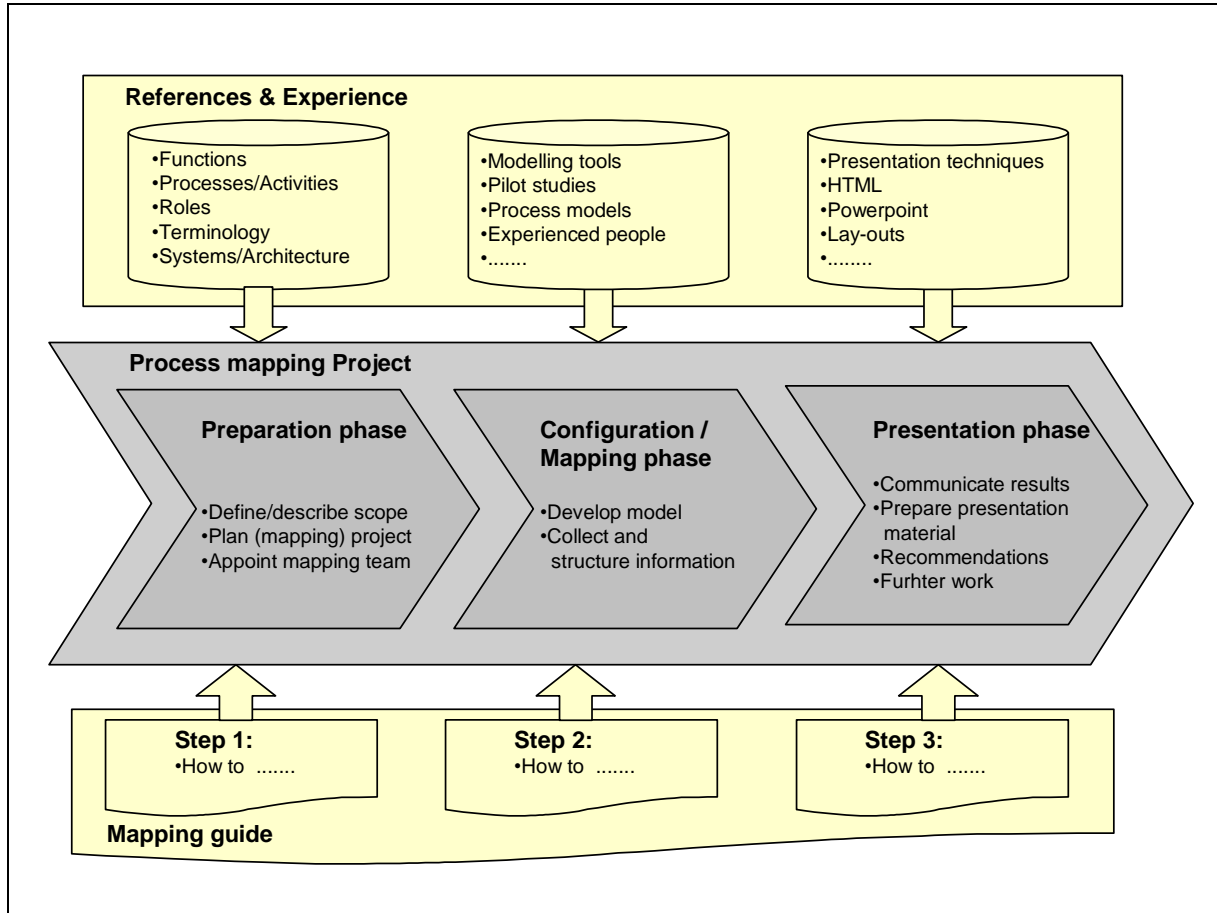 References & Experience
•Functions
•Processes/Activities
•Roles
•Terminology
•Systems/Architecture
•Modelling tools
•Pilot studies
•Process models
•Experienced people
•.......
•Presentation techniques
•HTML
•Powerpoint
•Lay-outs
•........
Process mapping Project
Preparation phase
•Define/describe scope
•Plan (mapping) project
•Appoint mapping team
Configuration /
Mapping phase
•Develop model
•Collect and
structure information
Presentation phase
•Communicate results
•Prepare presentation
material
•Recommendations
•Furhter work
Step 1:
•How to .......
Step 2:
•How to .......
Step 3:
•How to .......
Mapping guide